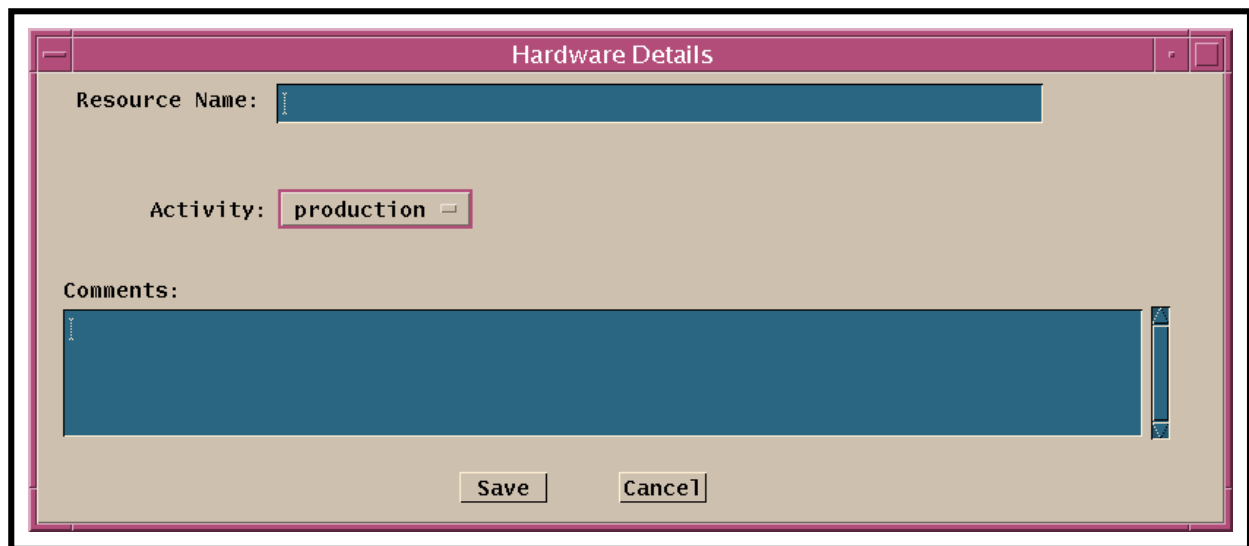 Hardware Details
Resource Name:
Activity: production
Comments:
Save Cancel